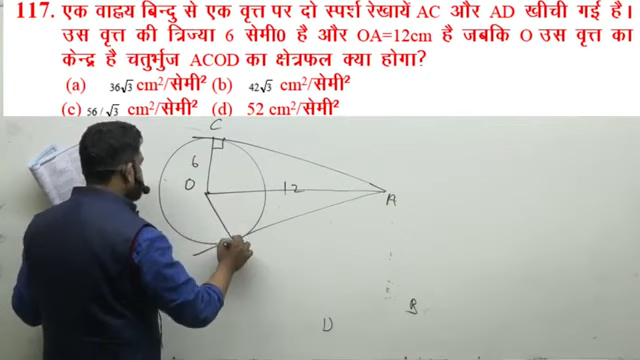 117. एक वाह्रय बिन्दु से एक वृत्त पर दो स्पर्श रेखायें AC और AD खीची गई है।
उस वृत्त की त्रिज्या 6 सेमी0 है और OA=12cm है जबकि O उस वृत्त का
केन्द्र है चतुर्भुज ACOD का क्षेत्रफल क्या होगा?
(a) 36√3 cm²/सेमी² (b) 42√3 cm²/सेमी²
(c) 56/√3 cm²/सेमी² (d) 52 cm²/सेमी²
C
6
O
12
A
B
D